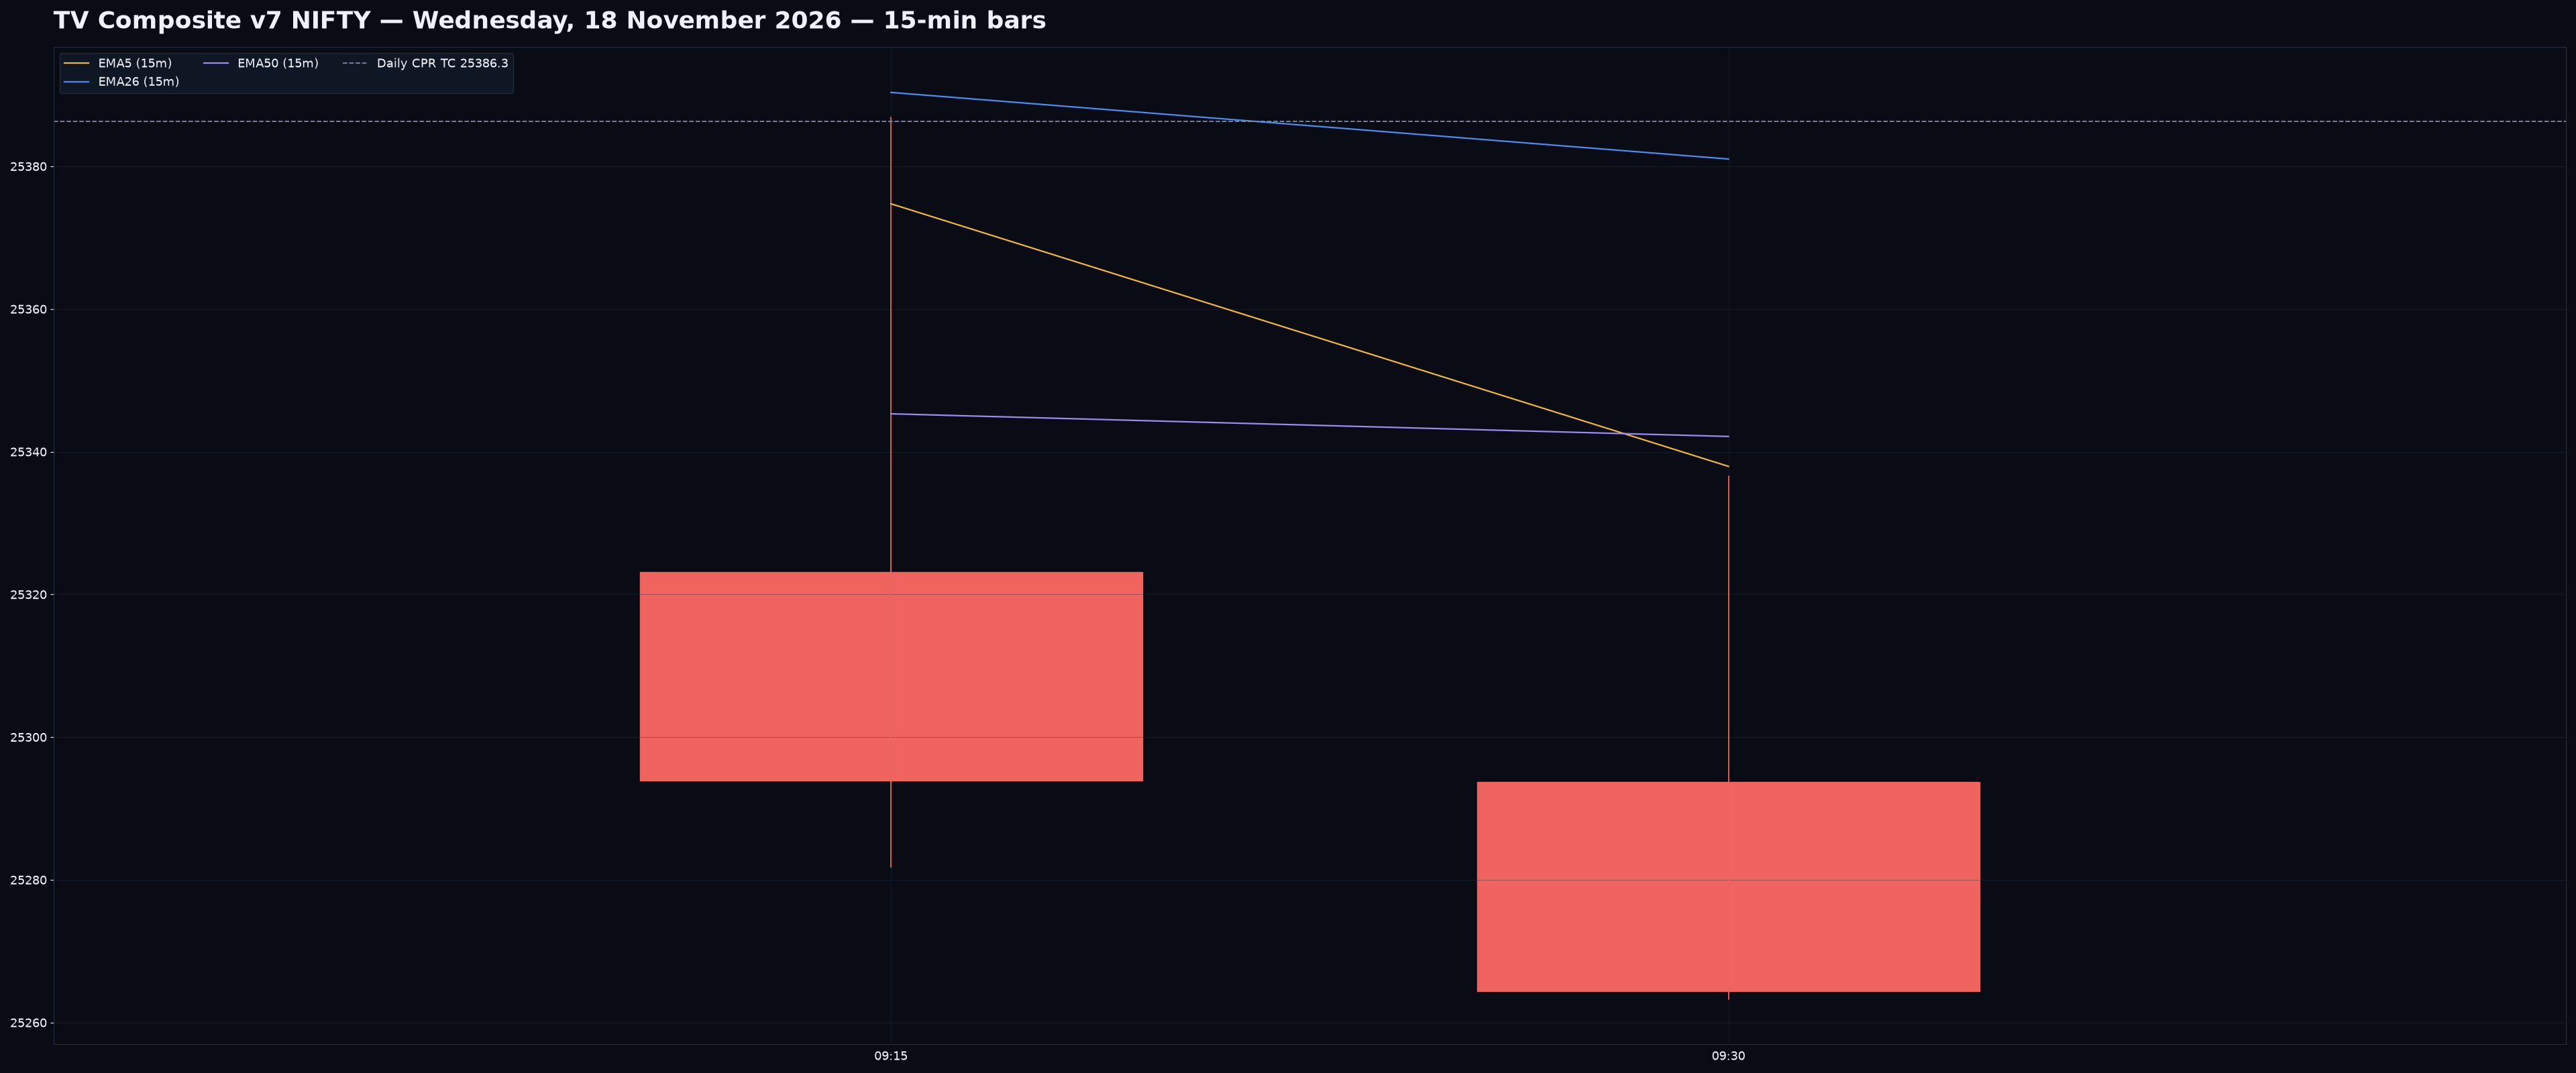 TV Composite v7 NIFTY — Wednesday, 18 November 2026 — 15-min bars
EMA5 (15m) EMA50 (15m) Daily CPR TC 25386.3
EMA26 (15m)
25380
25360
25340
25320
25300
25280
25260
09:15 09:30